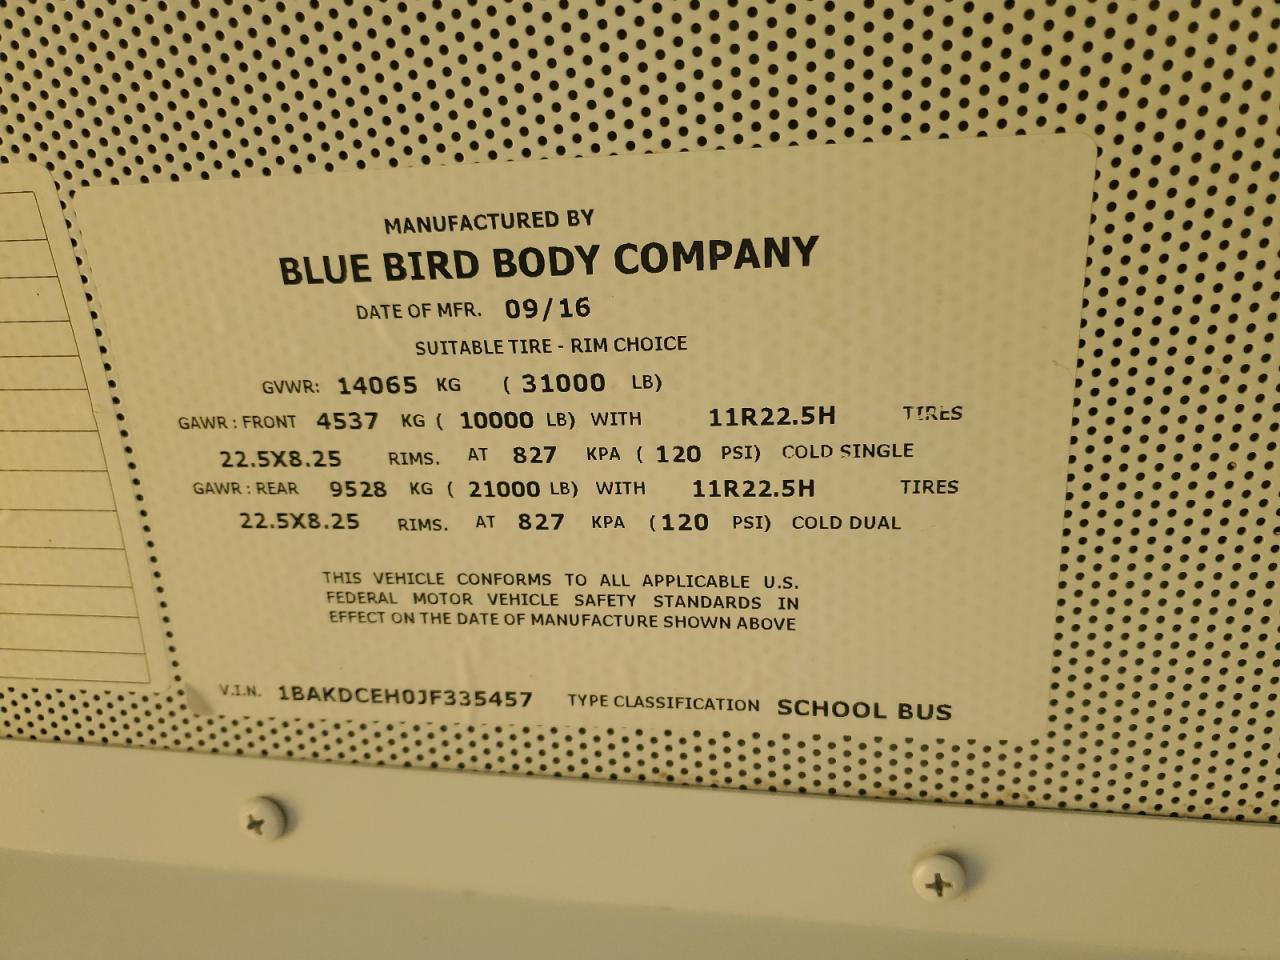 MANUFACTURED BY
BLUE BIRD BODY COMPANY
DATE OF MFR. 09/16
SUITABLE TIRE - RIM CHOICE
GVWR: 14065 KG ( 31000 LB)
GAWR : FRONT 4537 KG ( 10000 LB) WITH 11R22.5H TIRES
22.5X8.25 RIMS. AT 827 KPA ( 120 PSI) COLD SINGLE
GAWR : REAR 9528 KG ( 21000 LB) WITH 11R22.5H TIRES
22.5X8.25 RIMS. AT 827 KPA (120 PSI) COLD DUAL
THIS VEHICLE CONFORMS TO ALL APPLICABLE U.S.
FEDERAL MOTOR VEHICLE SAFETY STANDARDS IN
EFFECT ON THE DATE OF MANUFACTURE SHOWN ABOVE
V.I.N. 1BAKDCEH0JF335457 TYPE CLASSIFICATION SCHOOL BUS